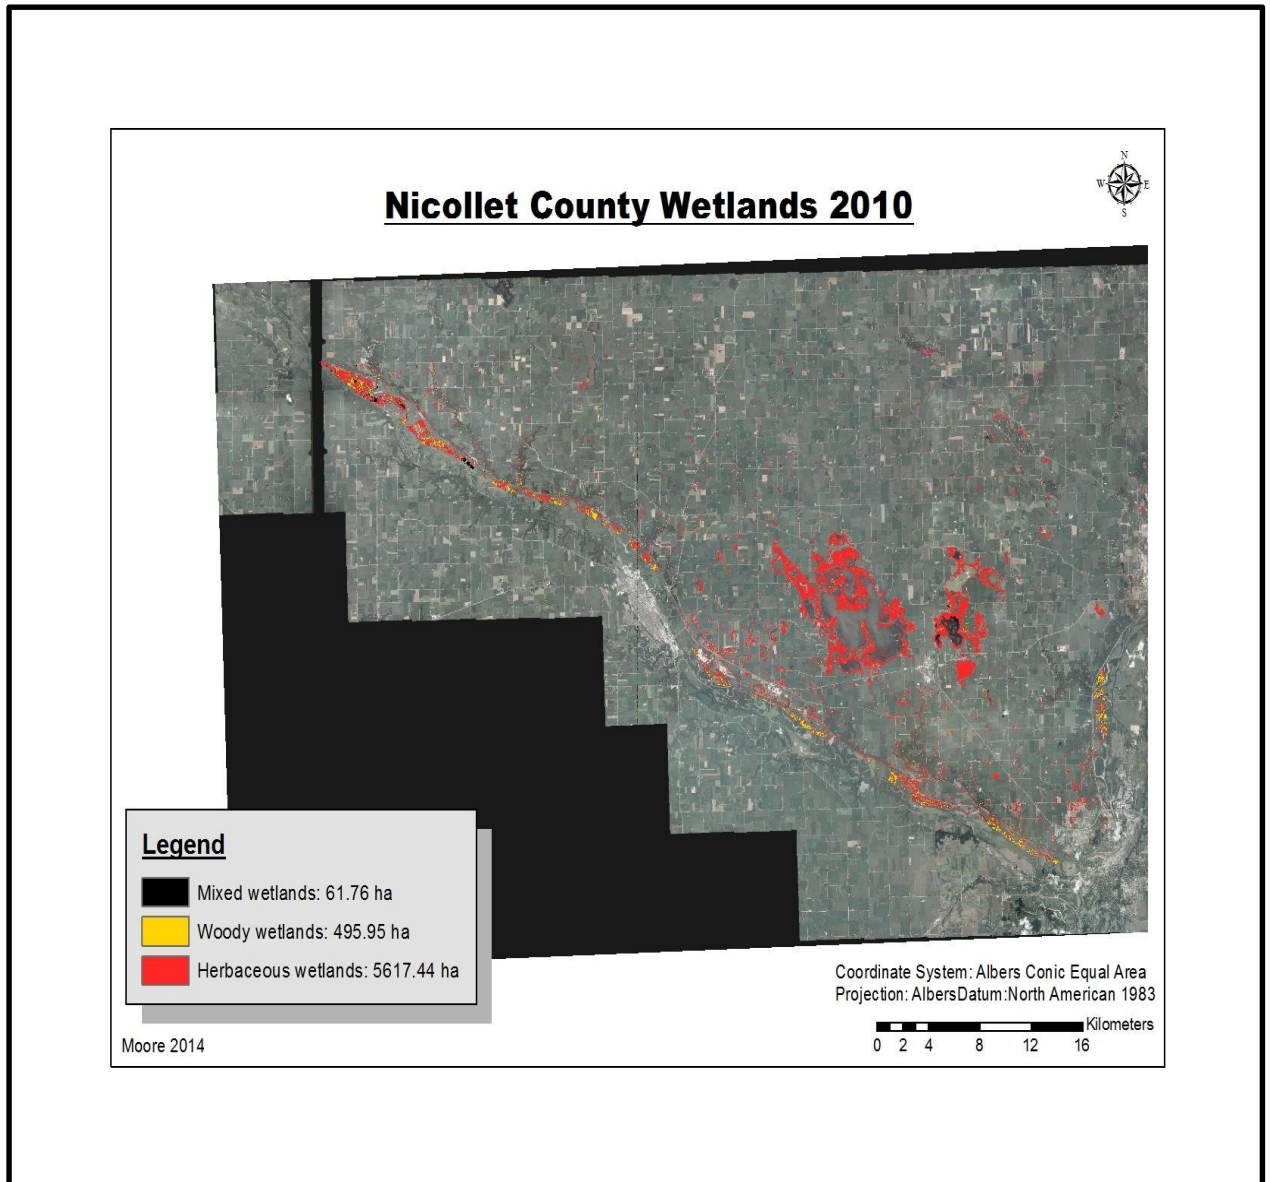 N
W E
S
Nicollet County Wetlands 2010
Legend
Mixed wetlands: 61.76 ha
Woody wetlands: 495.95 ha
Herbaceous wetlands: 5617.44 ha
Coordinate System: Albers Conic Equal Area
Projection: AlbersDatum:North American 1983
Kilometers
0 2 4 8 12 16
Moore 2014